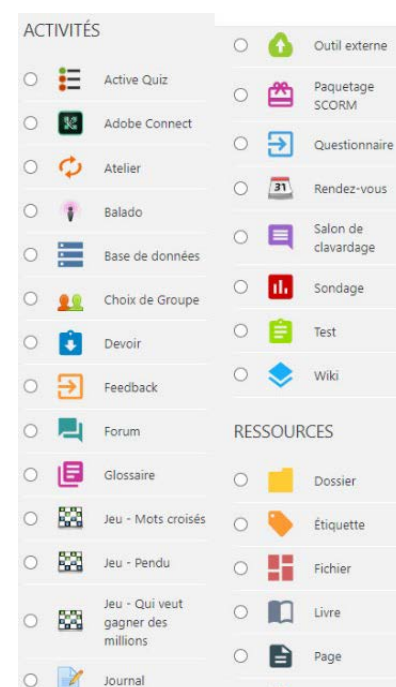 ACTIVITÉS
Active Quiz
Adobe Connect
Atelier
Balado
Base de données
Choix de Groupe
Devoir
Feedback
Forum
Glossaire
Jeu - Mots croisés
Jeu - Pendu
Jeu - Qui veut
gagner des
millions
Journal
Outil externe
Paquetage
SCORM
Questionnaire
31
Rendez-vous
Salon de
clavardage
Sondage
Test
Wiki
RESSOURCES
Dossier
Étiquette
Fichier
Livre
Page